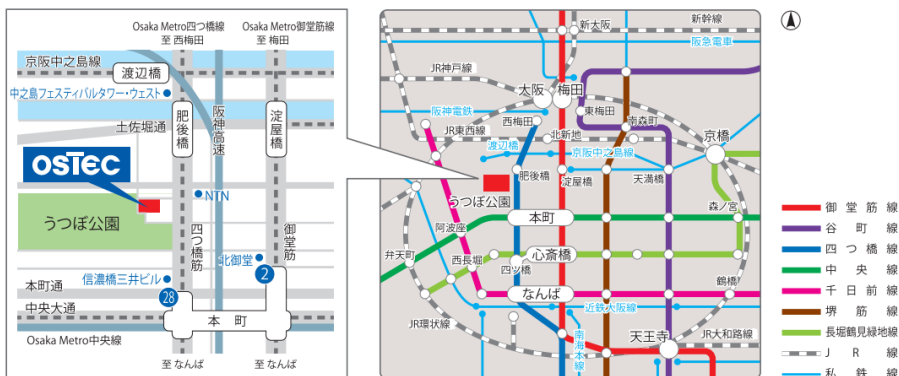 Osaka Metro四つ橋線
至 西梅田
Osaka Metro御堂筋線
至 梅田
京阪中之島線
渡辺橋
中之島フェスティバルタワー・ウェスト
肥後橋
阪神高速
淀屋橋
土佐堀通
OSTEC
NTN
うつぼ公園
四つ橋筋
御堂筋
北御堂
2
信濃橋三井ビル
28
本町通
中央大通
本町
Osaka Metro中央線
至 なんば
至 なんば
新大阪
新幹線
阪急電車
JR神戸線
大阪
梅田
阪神電鉄
西梅田
東梅田
南森町
JR東西線
北新地
京橋
渡辺橋
京阪中之島線
肥後橋
淀屋橋
天満橋
うつぼ公園
森ノ宮
本町
阿波座
弁天町
西長堀
心斎橋
四ツ橋
なんば
鶴橋
近鉄大阪線
JR環状線
南海本線
天王寺
JR大和路線
御堂筋線
谷町線
四つ橋線
中央線
千日前線
堺筋線
長堀鶴見緑地線
JR線
私鉄線